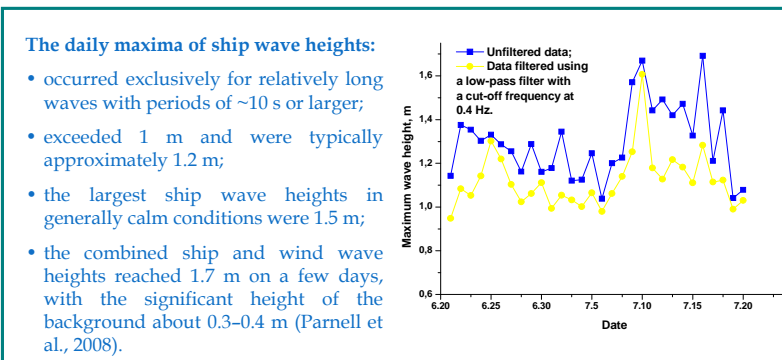 The daily maxima of ship wave heights:
• occurred exclusively for relatively long
waves with periods of ~10 s or larger;
• exceeded 1 m and were typically
approximately 1.2 m;
• the largest ship wave heights in
generally calm conditions were 1.5 m;
• the combined ship and wind wave
heights reached 1.7 m on a few days,
with the significant height of the
background about 0.3–0.4 m (Parnell et
al., 2008).
Unfiltered data;
Data filtered using
a low-pass filter with
a cut-off frequency at
0.4 Hz.
Maximum wave height, m
1,6
1,4
1,2
1,0
0,8
0,6
6.20 6.25 6.30 7.5 7.10 7.15 7.20
Date